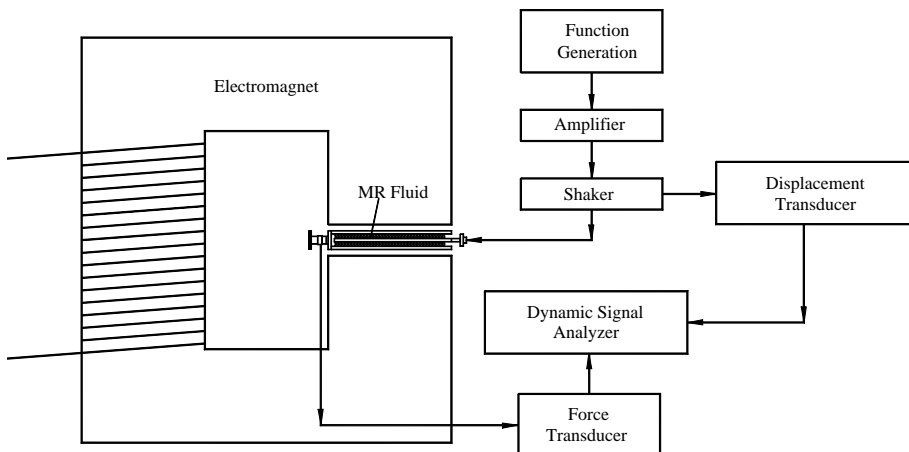 Function
Generation
Electromagnet
Amplifier
MR Fluid
Shaker
Displacement
Transducer
Dynamic Signal
Analyzer
Force
Transducer